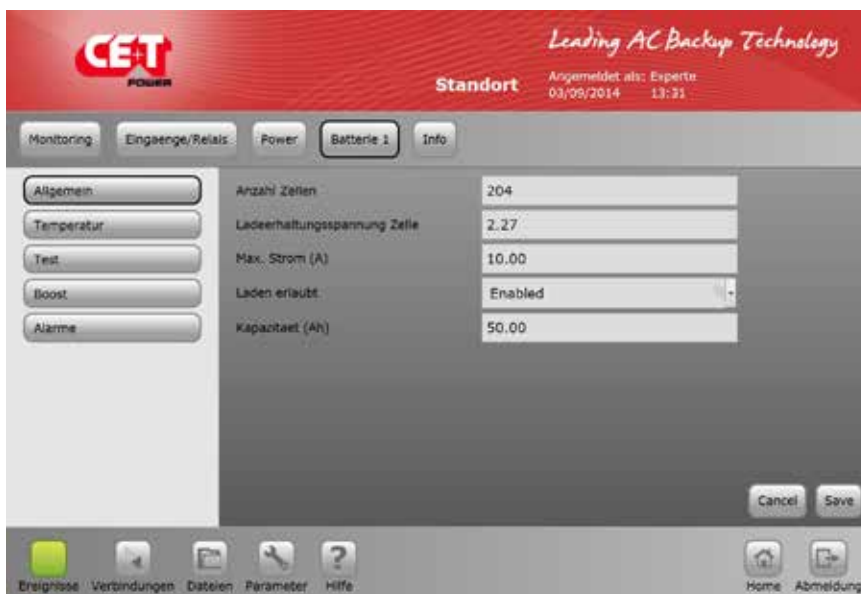 CE+T
POWER
Leading AC Backup Technology
Standort
Angemeldet als: Experte
03/09/2014 13:31
Monitoring Eingaenge/Relais Power Batterie 1 Info
Allgemein
Temperatur
Test
Boost
Alarme
Anzahl Zellen 204
Ladeerhaltungsspannung Zelle 2.27
Max. Strom (A) 10.00
Laden erlaubt Enabled
Kapazitaet (Ah) 50.00
Cancel Save
Ereignisse Verbindungen Dateien Parameter Hilfe Home Abmeldung